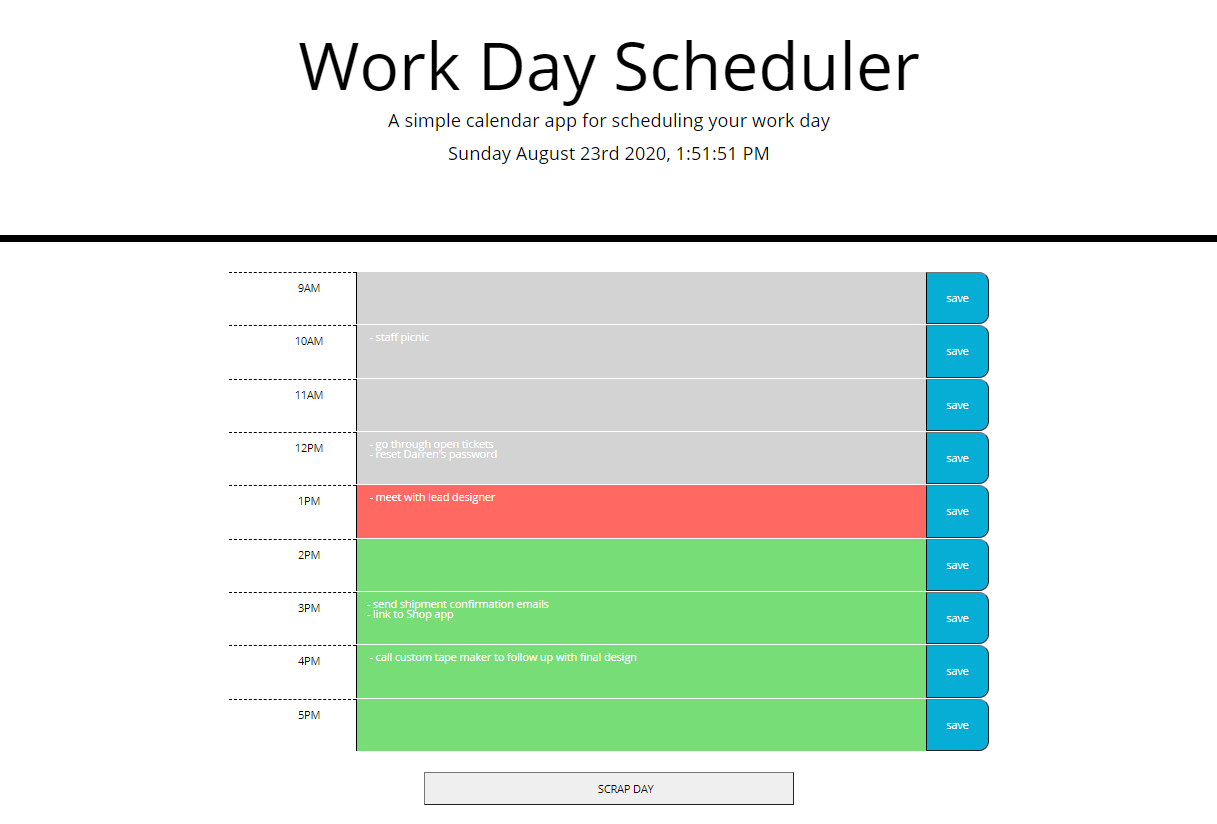 Work Day Scheduler
A simple calendar app for scheduling your work day
Sunday August 23rd 2020, 1:51:51 PM
9AM save
10AM - staff picnic save
11AM save
12PM - go through open tickets
- reset Darren's password save
1PM - meet with lead designer save
2PM save
3PM - send shipment confirmation emails
- link to Shop app save
4PM - call custom tape maker to follow up with final design save
5PM save
SCRAP DAY